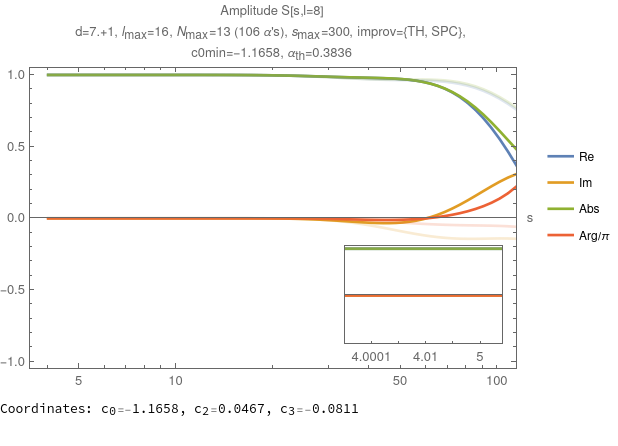 Amplitude S[s,l=8]
d=7.+1, lmax=16, Nmax=13 (106 α's), smax=300, improv={TH, SPC},
c0min=-1.1658, αth=0.3836
1.0
0.5
0.0
-0.5
-1.0
s
Re
Im
Abs
Arg/π
4.0001 4.01 5
5 10 50 100
Coordinates: c0=-1.1658, c2=0.0467, c3=-0.0811